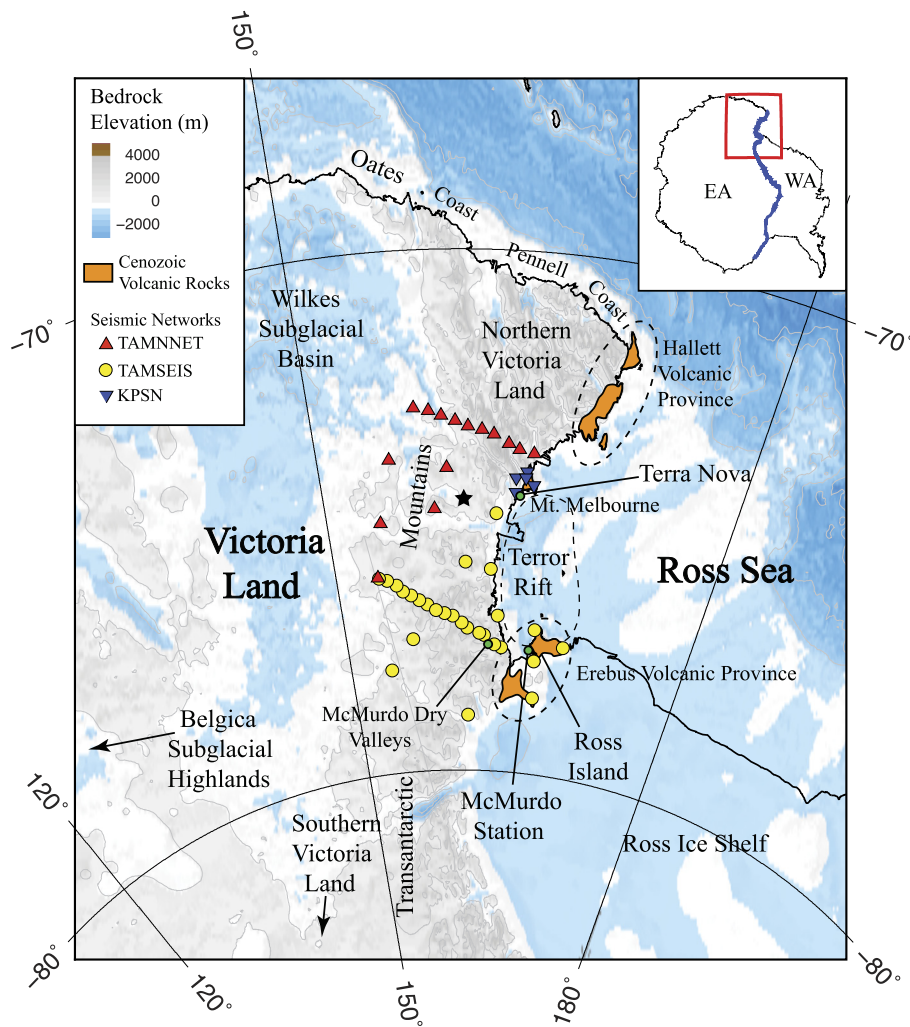 150°
Bedrock
Elevation (m)
4000
2000
0
−2000
Cenozoic
Volcanic Rocks
Seismic Networks
TAMNNET
TAMSEIS
KPSN
EA
WA
Oates Coast
Pennell Coast
−70°
−70°
Wilkes
Subglacial
Basin
Northern
Victoria
Land
Hallett
Volcanic
Province
Terra Nova
Mt. Melbourne
Mountains
Victoria
Land
Terror
Rift
Ross Sea
Erebus Volcanic Province
McMurdo Dry
Valleys
Belgica
Subglacial
Highlands
Ross
Island
McMurdo
Station
Transantarctic
Southern
Victoria
Land
Ross Ice Shelf
120°
−80°
−80°
120°
150°
180°